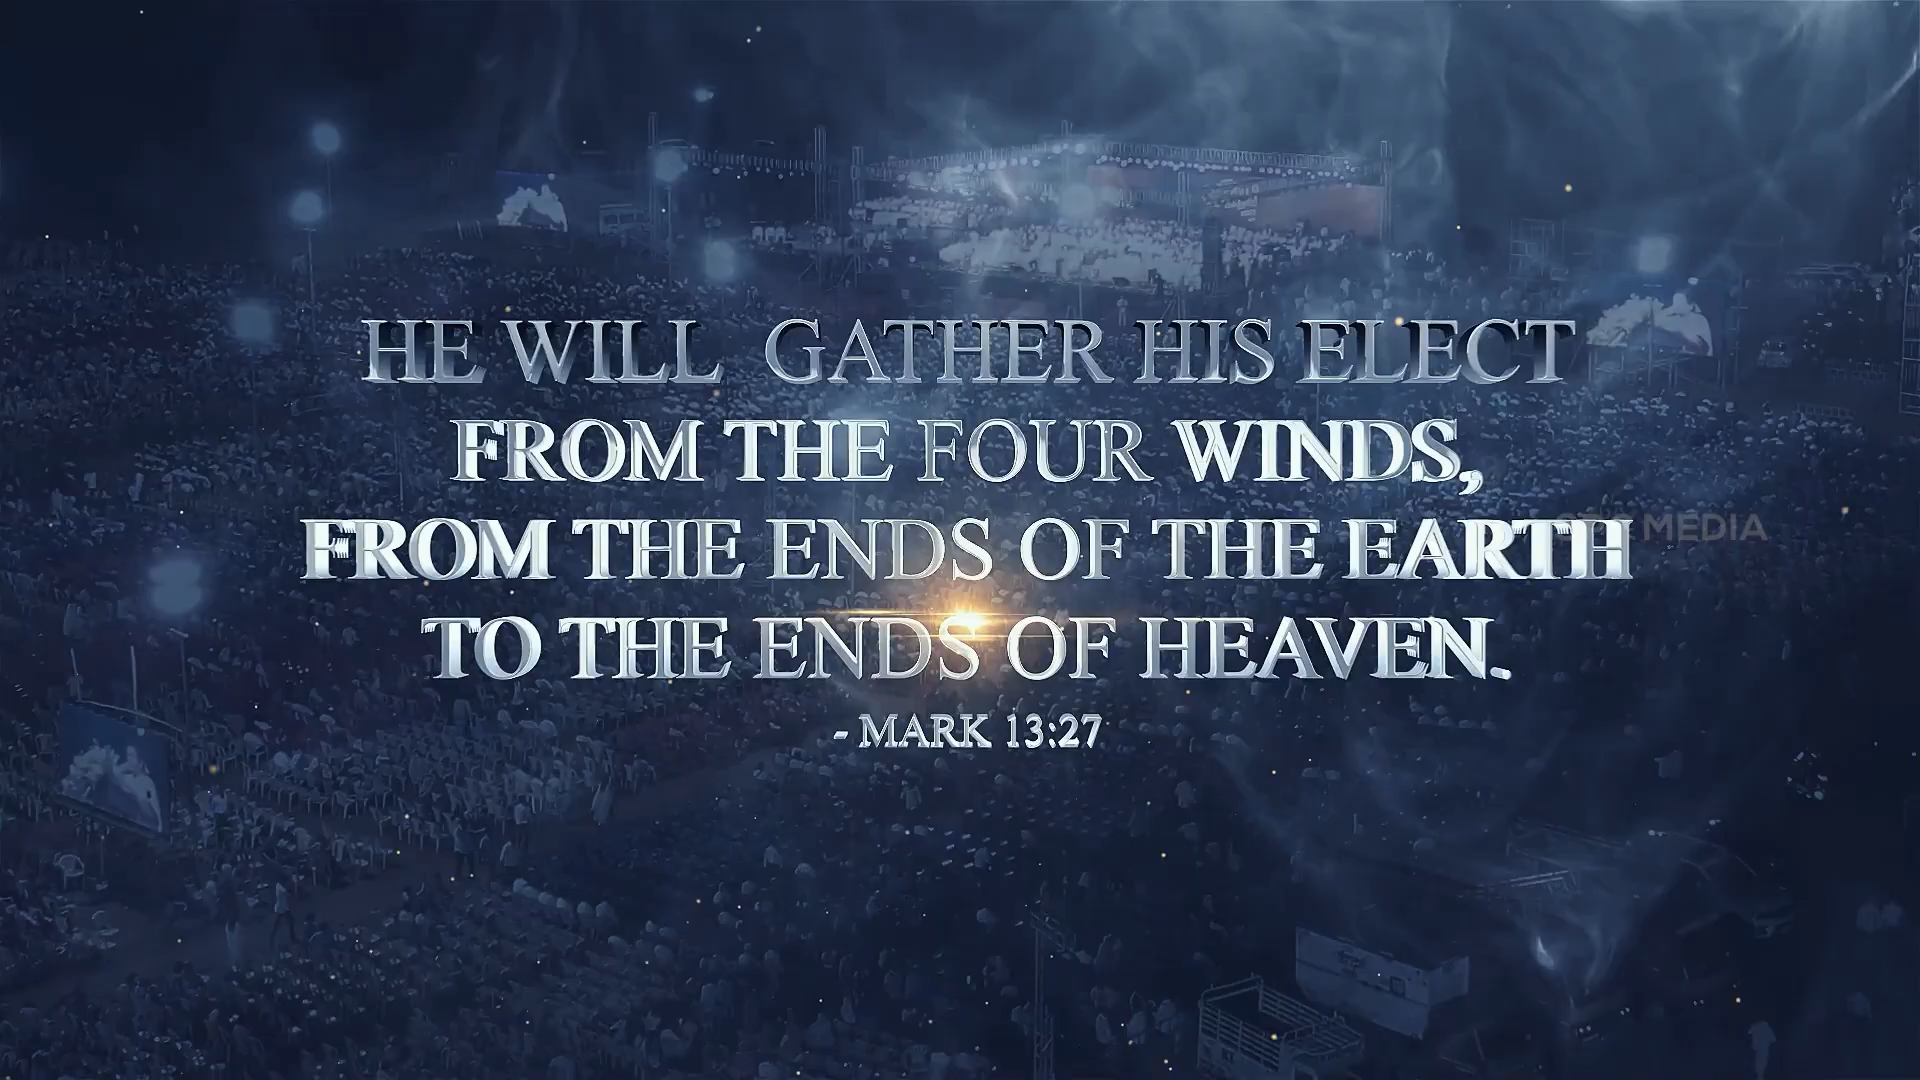 HE WILL GATHER HIS ELECT
FROM THE FOUR WINDS,
FROM THE ENDS OF THE EARTH
TO THE ENDS OF HEAVEN.
- MARK 13:27
MEDIA